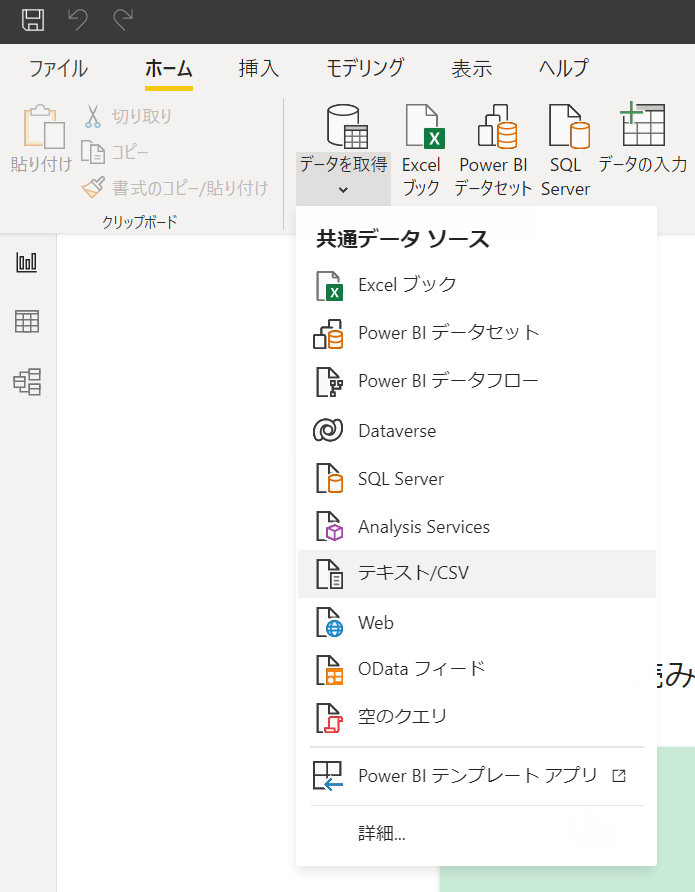 ファイル ホーム 挿入 モデリング 表示 ヘルプ
貼り付け
切り取り
コピー
書式のコピー/貼り付け
クリップボード
データを取得
Excel
ブック
Power BI
データセット
SQL
Server
データの入力
共通データ ソース
Excel ブック
Power BI データセット
Power BI データフロー
Dataverse
SQL Server
Analysis Services
テキスト/CSV
Web
OData フィード
空のクエリ
Power BI テンプレート アプリ
詳細...
み